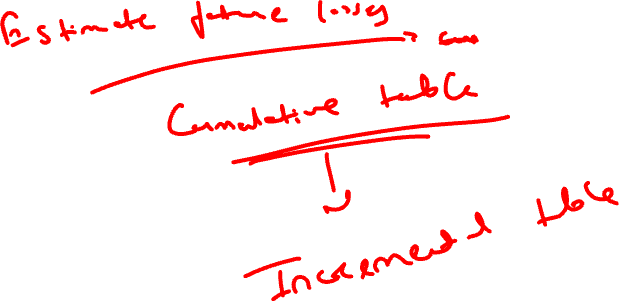 Estimate future losses
Cumulative table
Incremental table